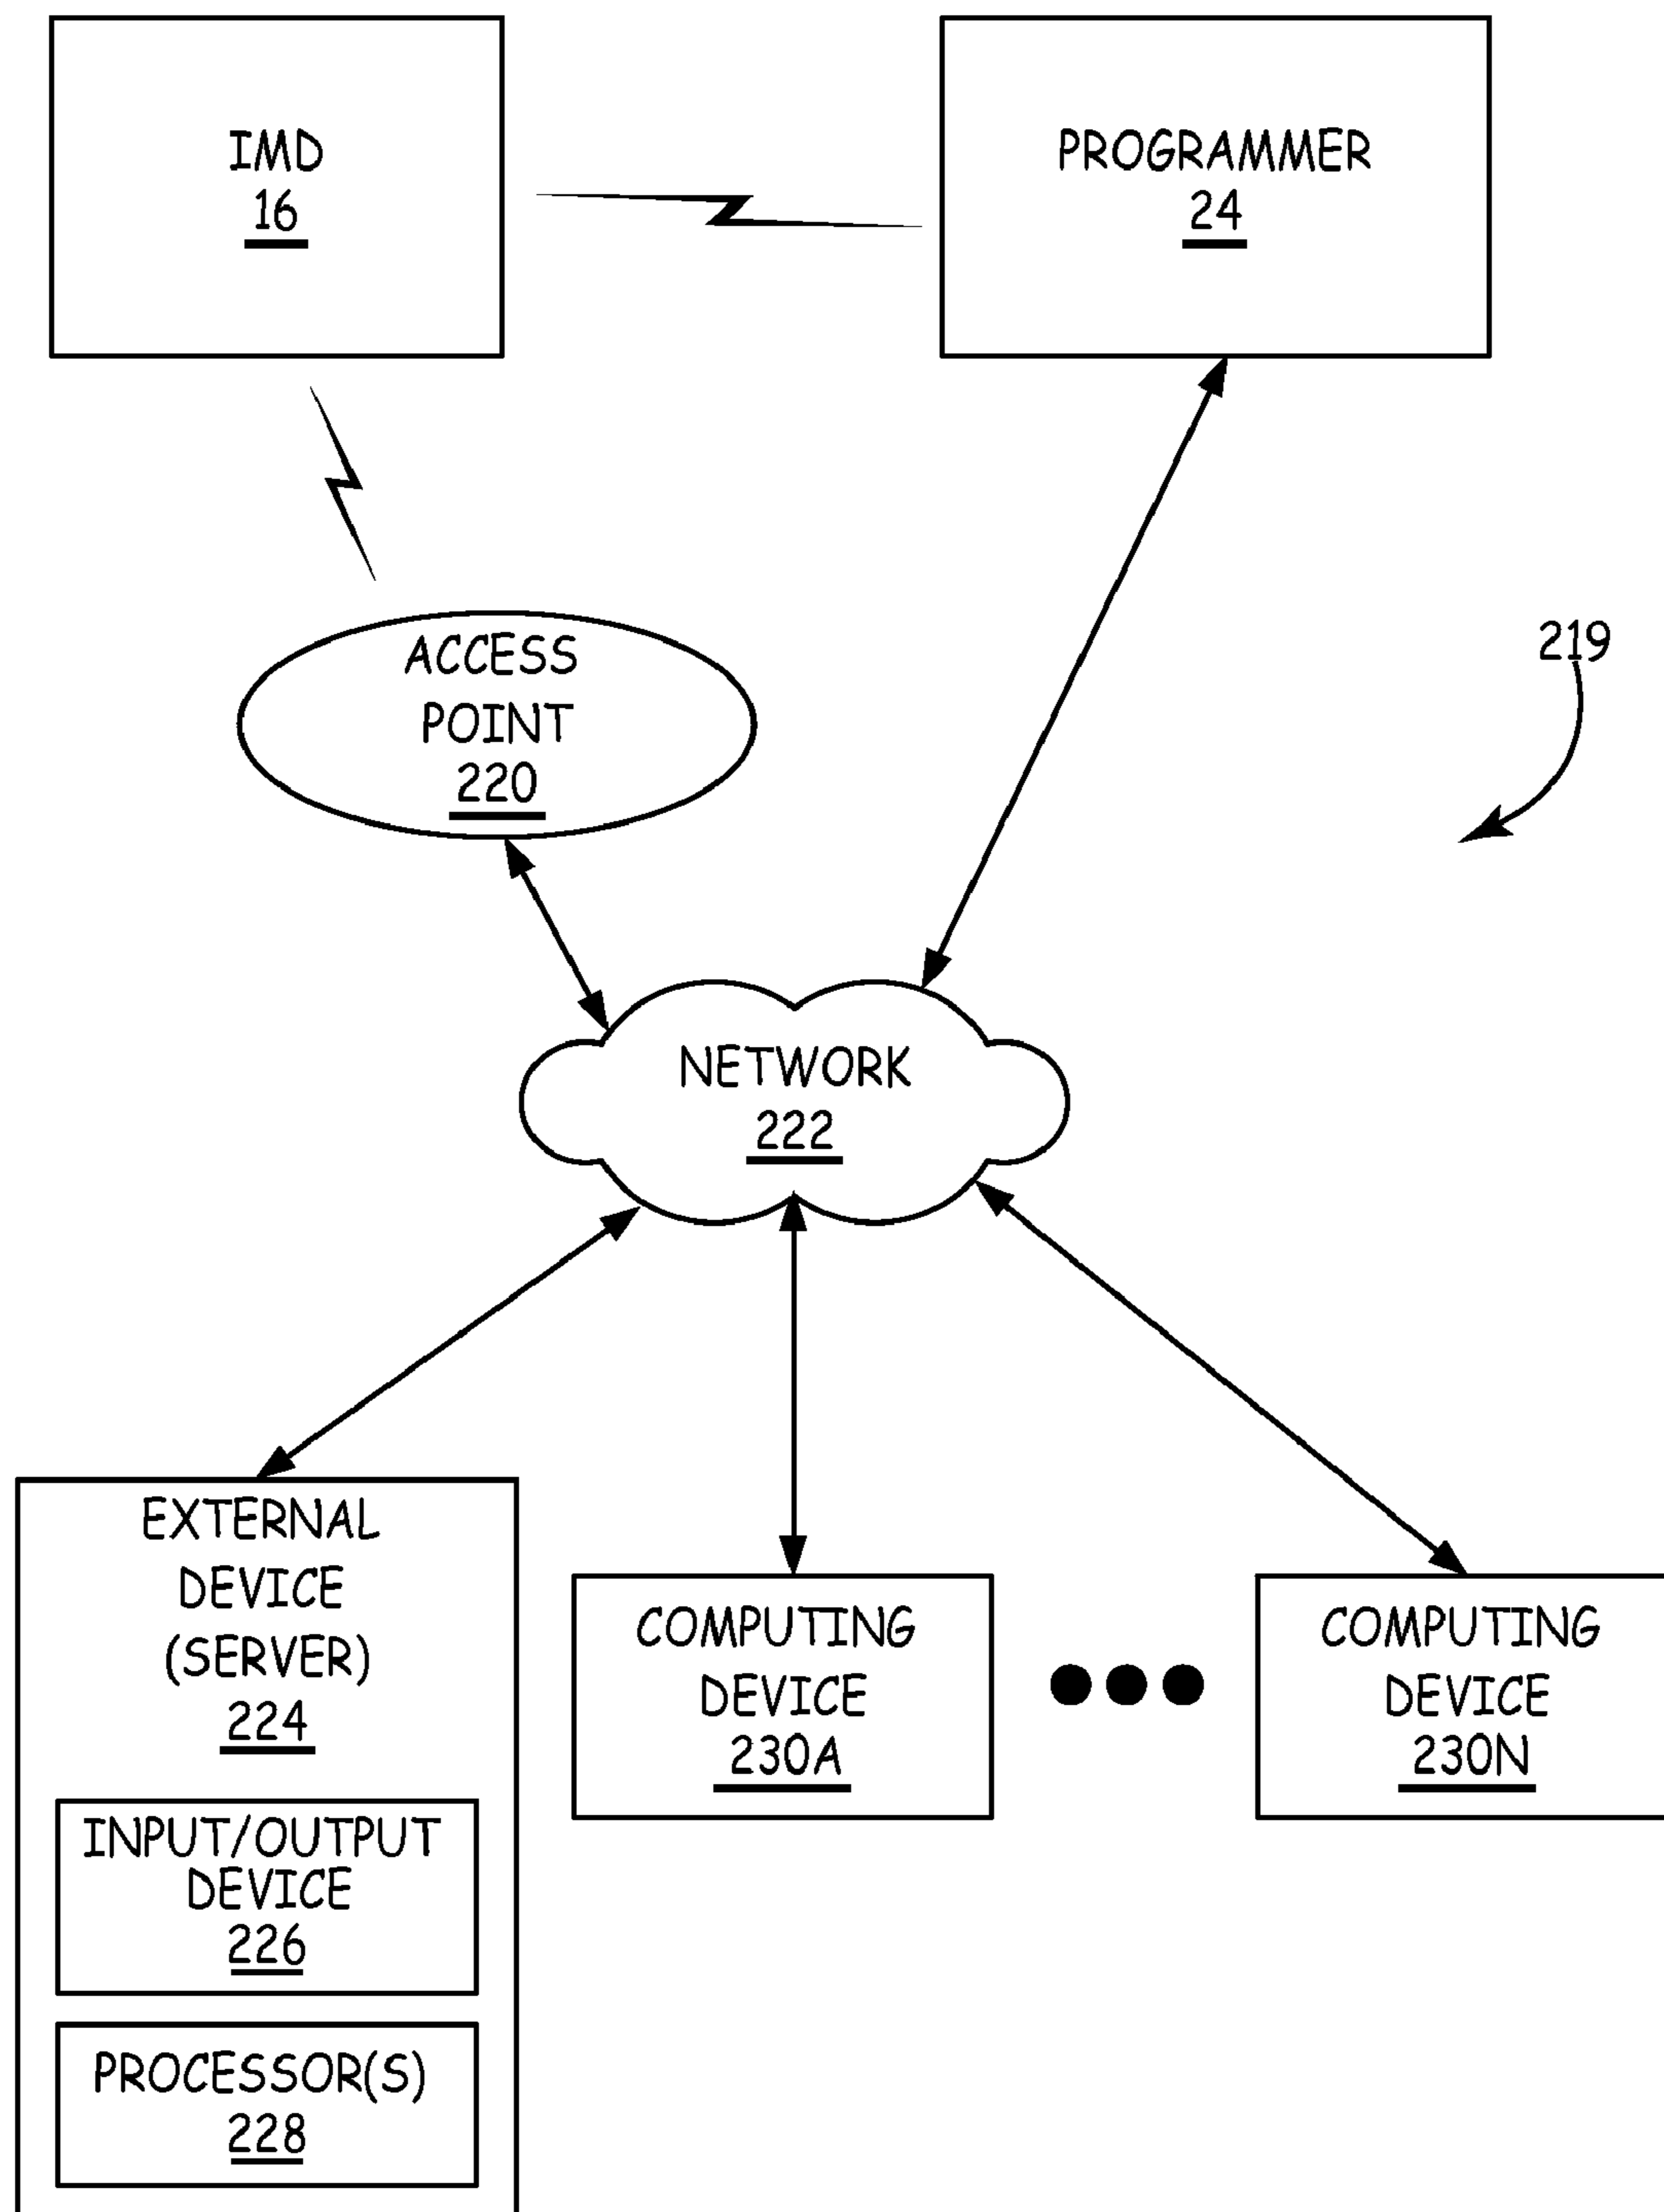 IMD
16
PROGRAMMER
24
ACCESS
POINT
220
219
NETWORK
222
EXTERNAL
DEVICE
(SERVER)
224
INPUT/OUTPUT
DEVICE
226
PROCESSOR(S)
228
COMPUTING
DEVICE
230A
COMPUTING
DEVICE
230N